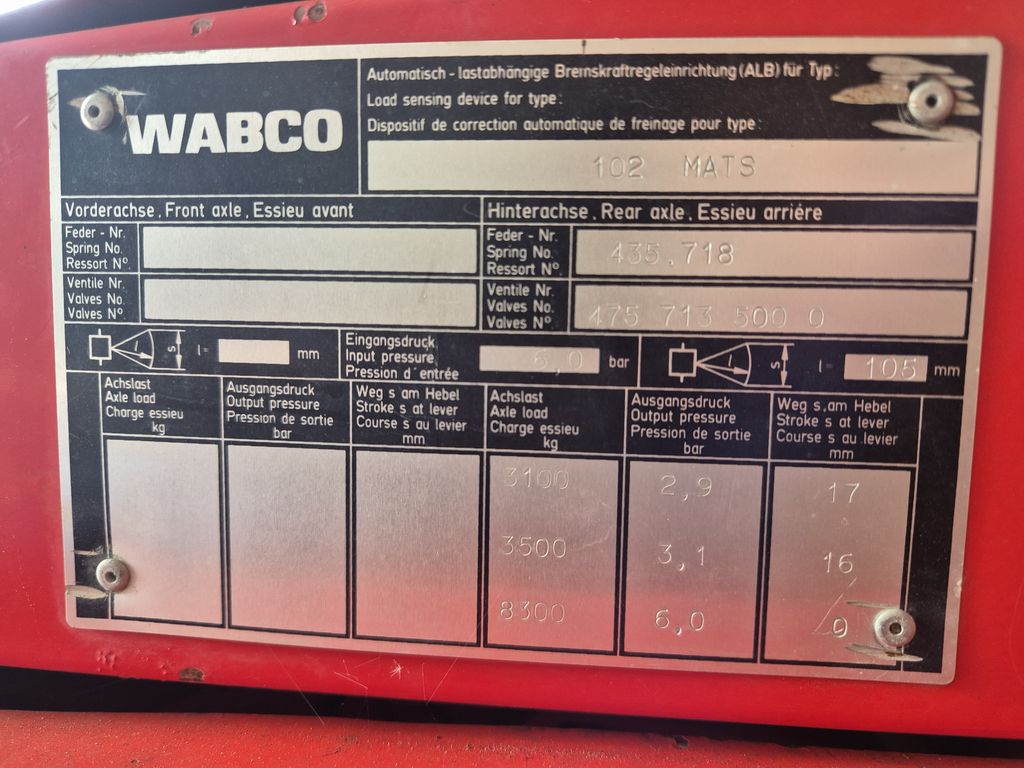 WABCO
Automatisch - lastabhängige Bremskraftregeleinrichtung (ALB) für Typ:
Load sensing device for type:
Dispositif de correction automatique de freinage pour type:
102 MATS
Vorderachse, Front axle, Essieu avant
Feder - Nr.
Spring No.
Ressort Nº
Ventile Nr.
Valves No.
Valves Nº
Hinterachse, Rear axle, Essieu arriére
Feder - Nr.
Spring No.
Ressort Nº
435.718
Ventile Nr.
Valves No.
Valves Nº
475 713 500 0
l s l= mm
Eingangsdruck
Input pressure
Pression d'entrée
6,0 bar
l s l= 105 mm
Achslast
Axle load
Charge essieu
kg
Ausgangsdruck
Output pressure
Pression de sortie
bar
Weg s am Hebel
Stroke s at lever
Course s au levier
mm
Achslast
Axle load
Charge essieu
kg
Ausgangsdruck
Output pressure
Pression de sortie
bar
Weg s am Hebel
Stroke s at lever
Course s au levier
mm
3100 2,9 17
3500 3,1 16
8300 6,0 0